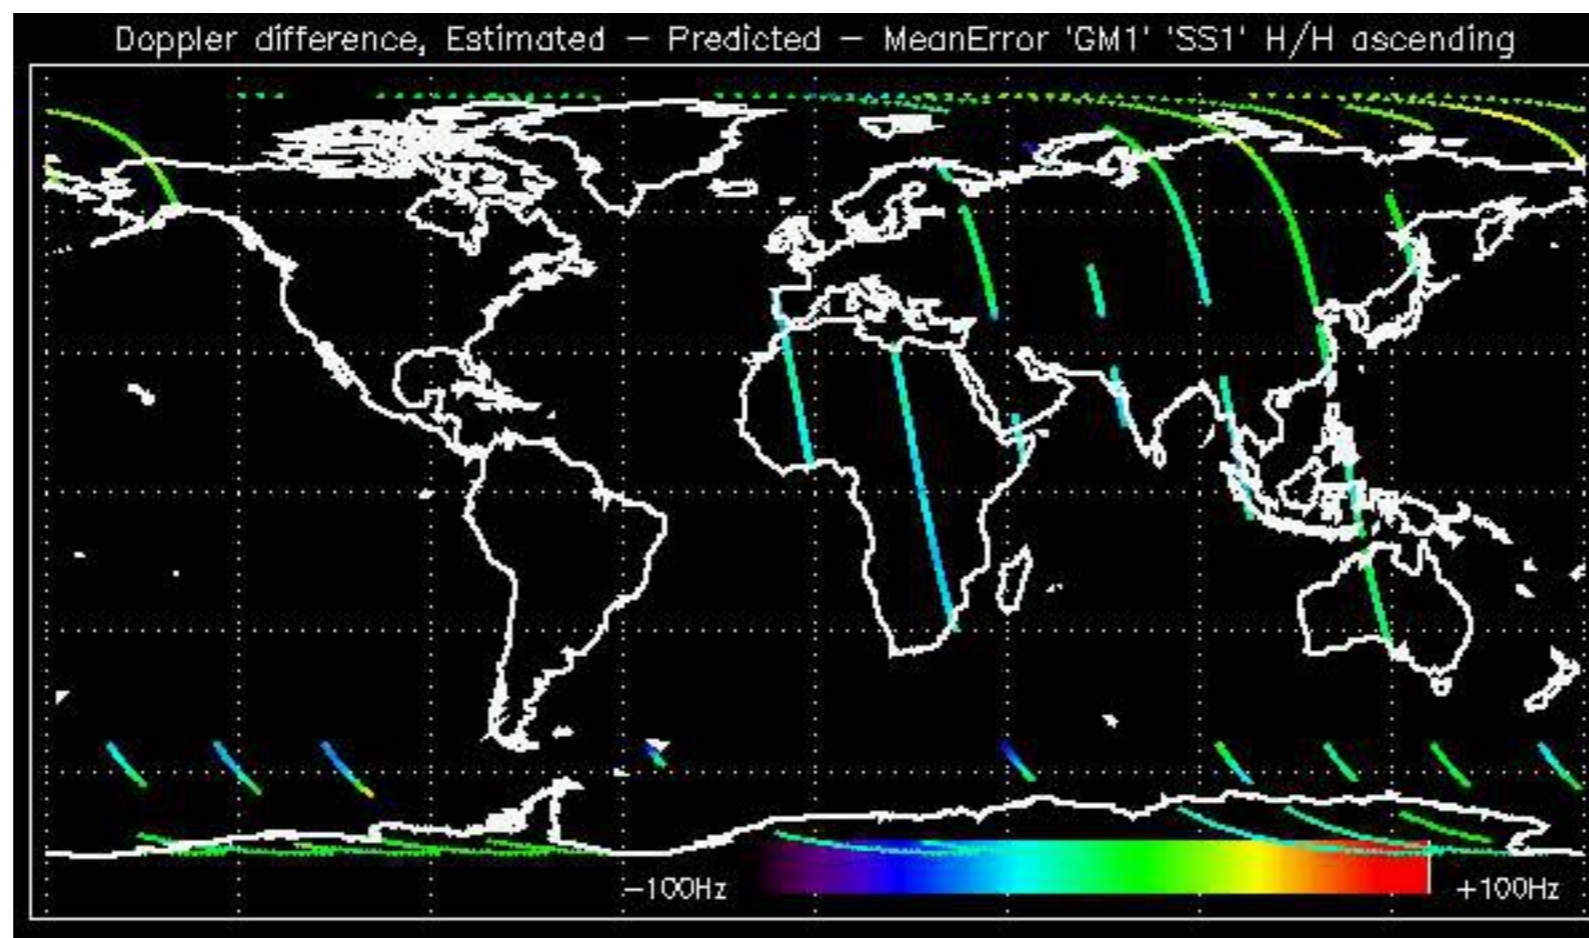 Doppler difference, Estimated – Predicted – MeanError 'GM1' 'SS1' H/H ascending
–100Hz
+100Hz